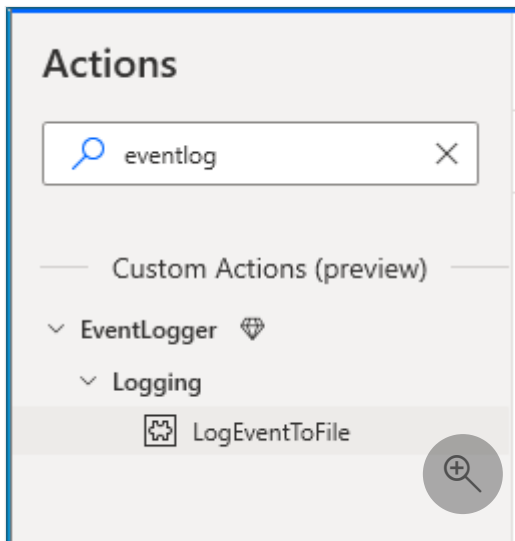 Actions
eventlog
Custom Actions (preview)
EventLogger
Logging
LogEventToFile